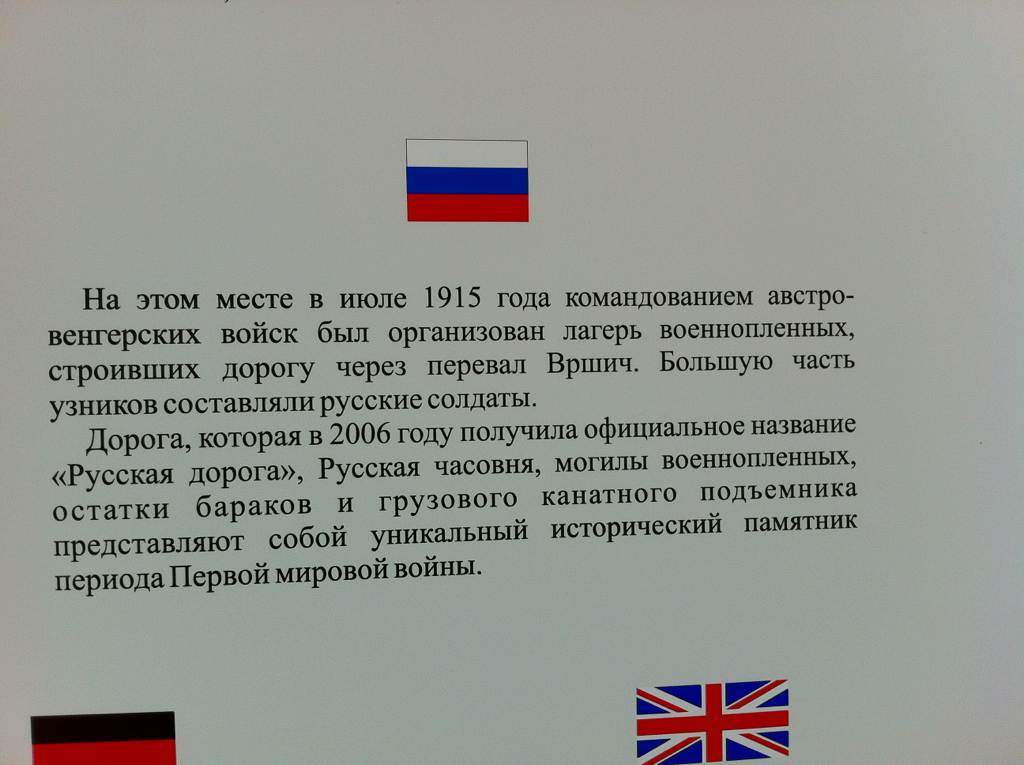 На этом месте в июле 1915 года командованием австро-
венгерских войск был организован лагерь военнопленных,
строивших дорогу через перевал Вршич. Большую часть
узников составляли русские солдаты.
Дорога, которая в 2006 году получила официальное название
«Русская дорога», Русская часовня, могилы военнопленных,
остатки бараков и грузового канатного подъемника
представляют собой уникальный исторический памятник
периода Первой мировой войны.